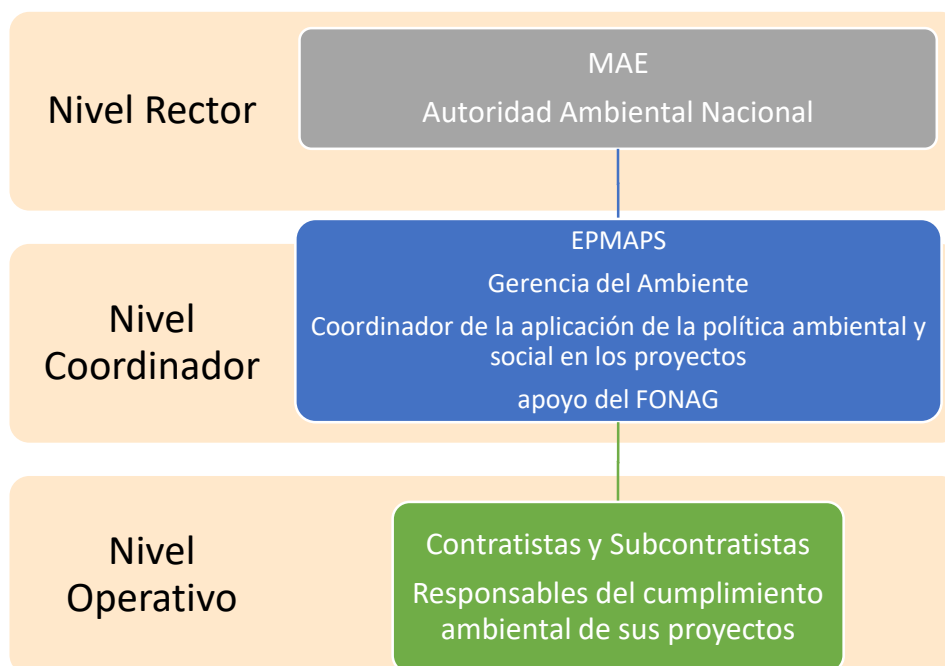 Nivel Rector
MAE
Autoridad Ambiental Nacional
Nivel
Coordinador
EPMAPS
Gerencia del Ambiente
Coordinador de la aplicación de la política ambiental y
social en los proyectos
apoyo del FONAG
Nivel
Operativo
Contratistas y Subcontratistas
Responsables del cumplimiento
ambiental de sus proyectos